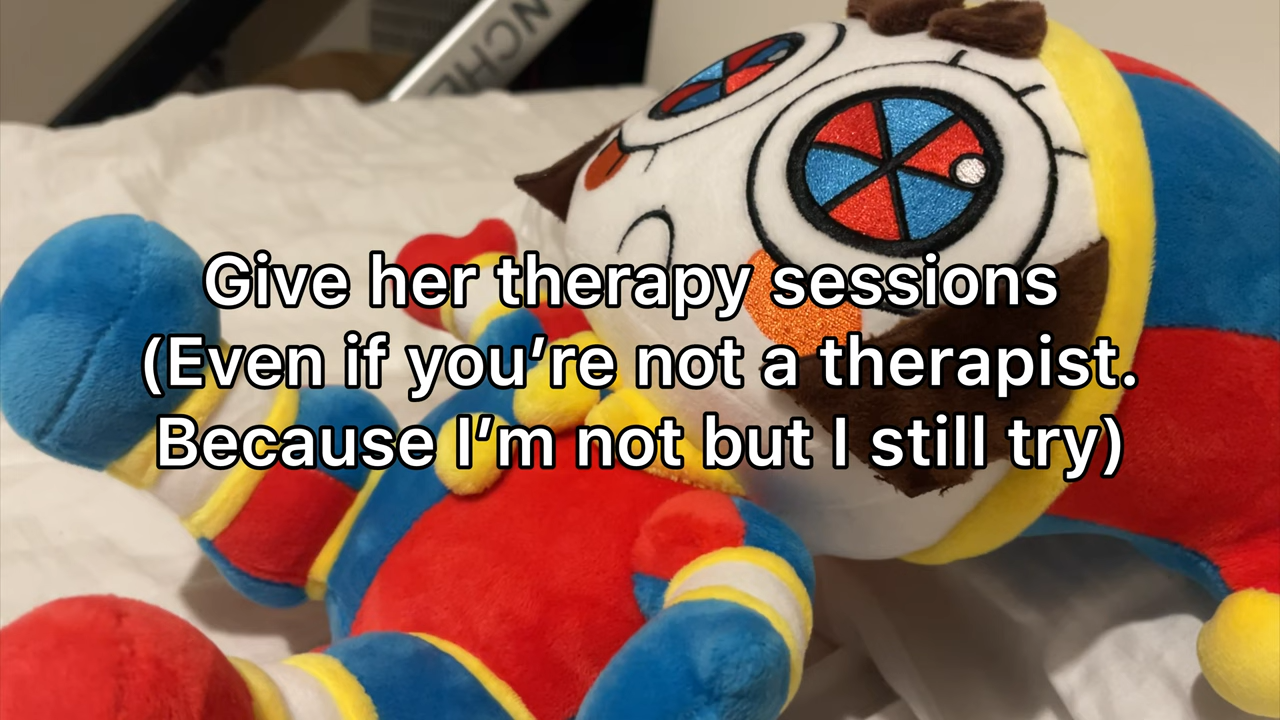 Give her therapy sessions
(Even if you’re not a therapist.
Because I’m not but I still try)